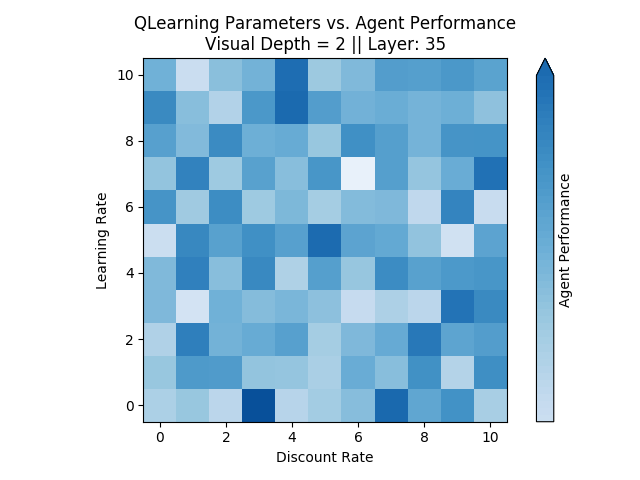 QLearning Parameters vs. Agent Performance
Visual Depth = 2 || Layer: 35
10
8
6
4
2
0
Learning Rate
0 2 4 6 8 10
Discount Rate
Agent Performance